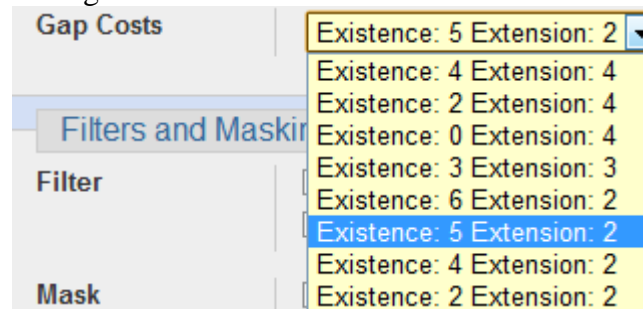 Gap Costs
Existence: 5 Extension: 2
Existence: 4 Extension: 4
Existence: 2 Extension: 4
Existence: 0 Extension: 4
Filters and Maskin
Existence: 3 Extension: 3
Filter
Existence: 6 Extension: 2
Existence: 5 Extension: 2
Existence: 4 Extension: 2
Mask
Existence: 2 Extension: 2